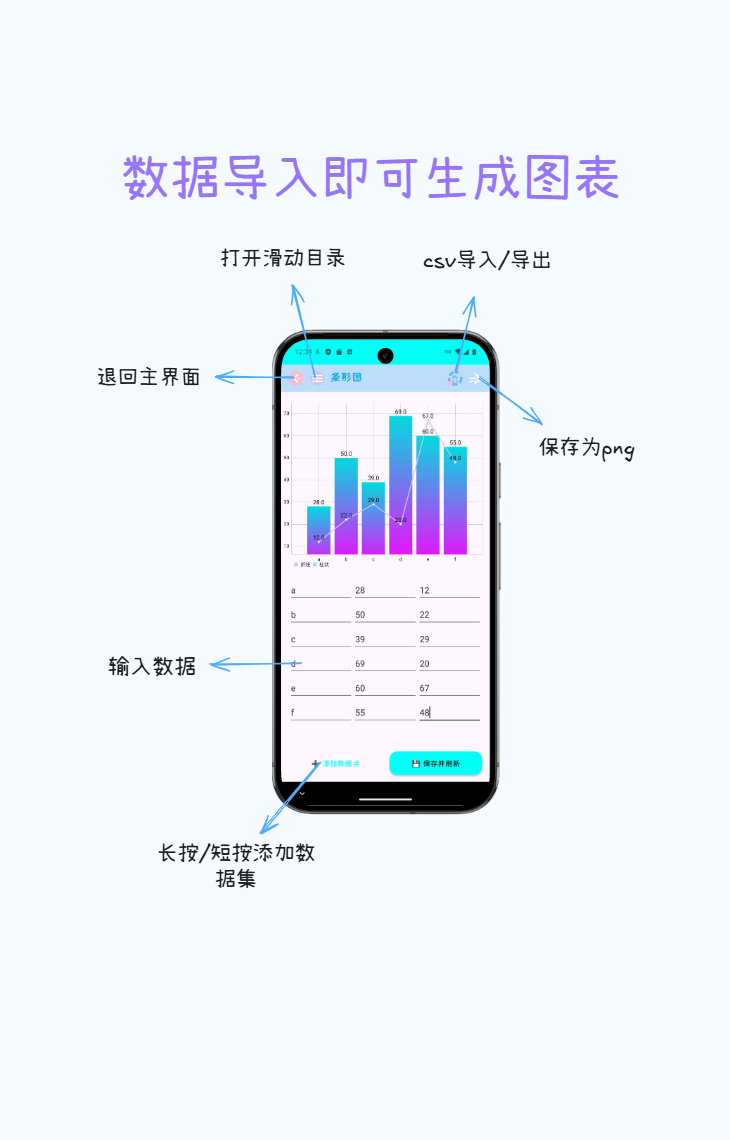 数据导入即可生成图表
打开滑动目录
csv导入/导出
12:34
退回主界面
条形图
保存为png
70
60
50
40
30
20
10
28.0
50.0
39.0
69.0
60.0
55.0
12.0
22.0
29.0
20.0
67.0
48.0
a b c d e f
折线 柱状
a 28 12
b 50 22
c 39 29
d 69 20
e 60 67
f 55 48
输入数据
添加数据点
保存并刷新
长按/短按添加数
据集